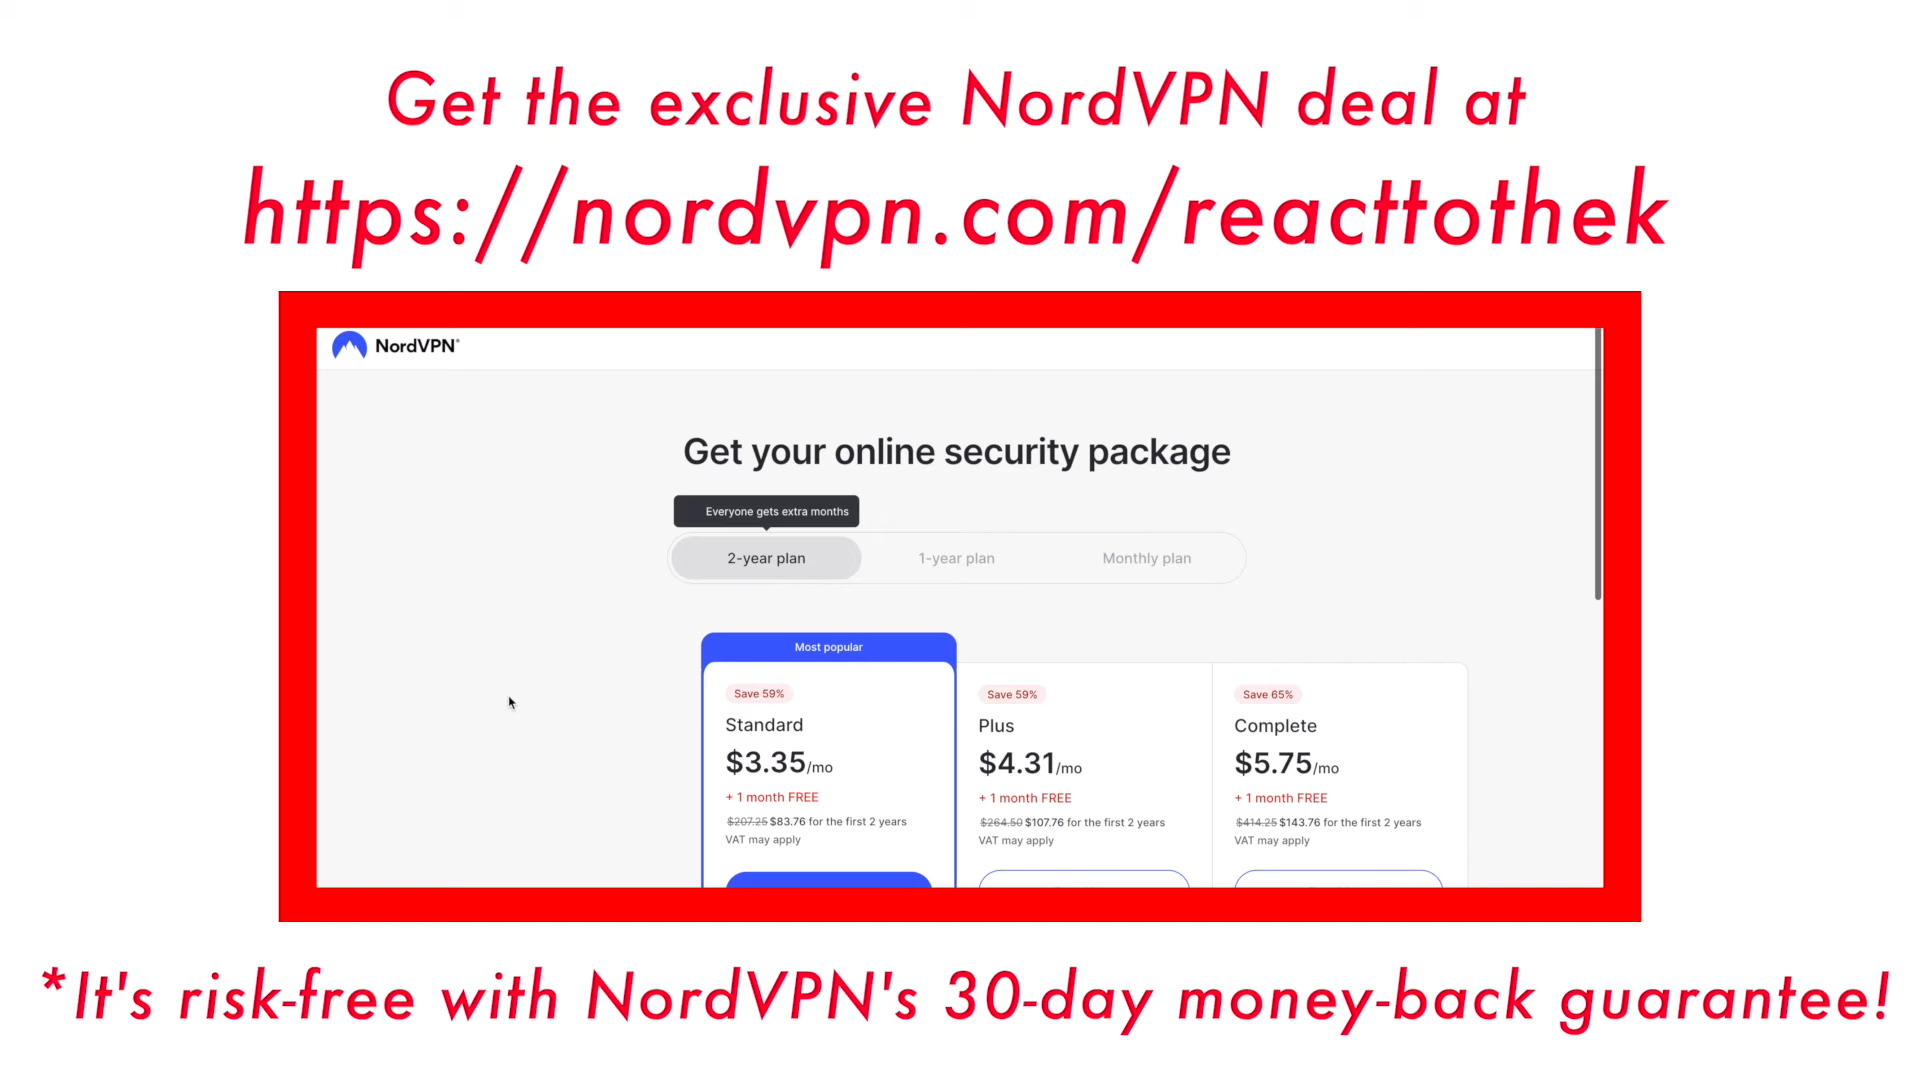 Get the exclusive NordVPN deal at
https://nordvpn.com/reacttothek
NordVPN®
Get your online security package
Everyone gets extra months
2-year plan
1-year plan
Monthly plan
Most popular
Save 59%
Standard
$3.35/mo
+ 1 month FREE
$207.25 $83.76 for the first 2 years
VAT may apply
Save 59%
Plus
$4.31/mo
+ 1 month FREE
$264.50 $107.76 for the first 2 years
VAT may apply
Save 65%
Complete
$5.75/mo
+ 1 month FREE
$414.25 $143.76 for the first 2 years
VAT may apply
*It's risk-free with NordVPN's 30-day money-back guarantee!